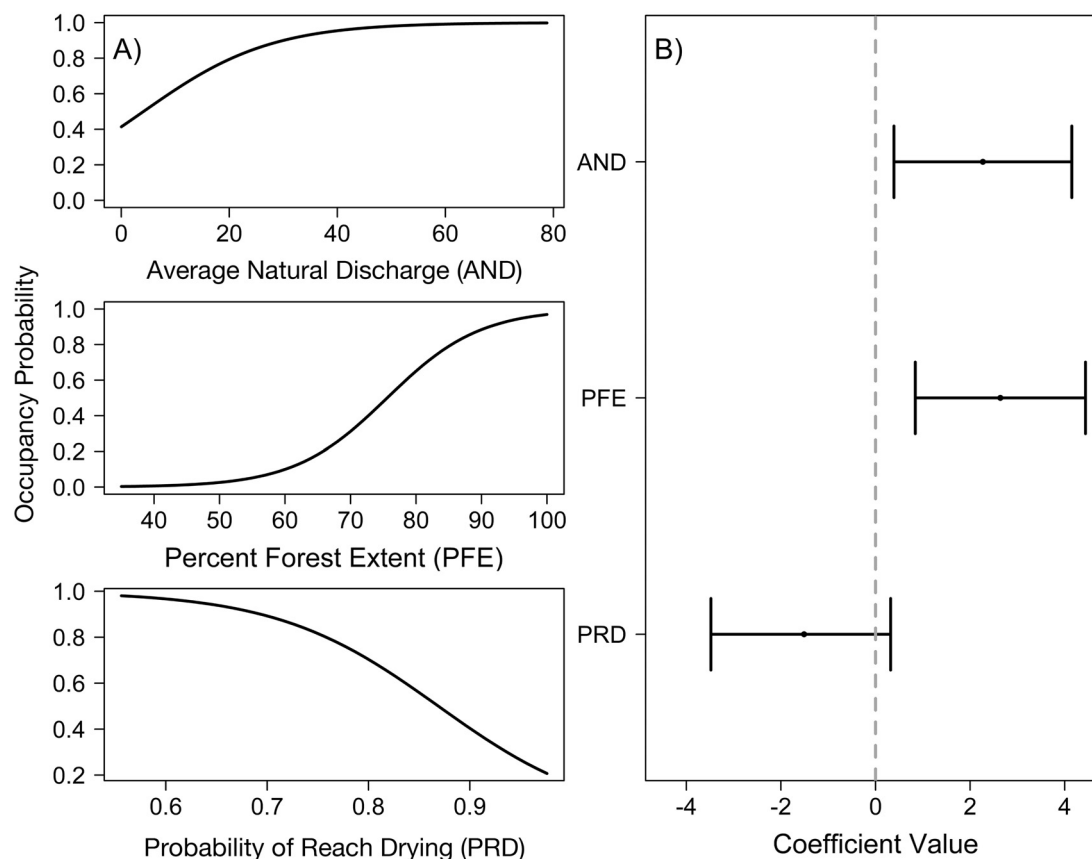 A)
1.0
0.8
0.6
0.4
0.2
0.0
0 20 40 60 80
Average Natural Discharge (AND)
Occupancy Probability
1.0
0.8
0.6
0.4
0.2
0.0
40 50 60 70 80 90 100
Percent Forest Extent (PFE)
1.0
0.8
0.6
0.4
0.2
0.6 0.7 0.8 0.9
Probability of Reach Drying (PRD)
B)
AND
PFE
PRD
-4 -2 0 2 4
Coefficient Value